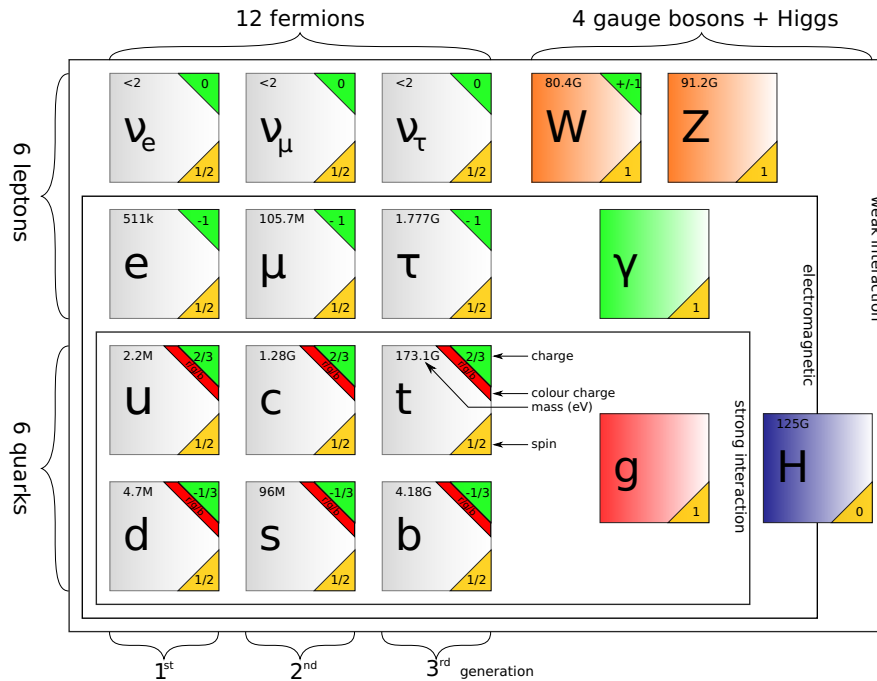 12 fermions
4 gauge bosons + Higgs
6 leptons
<2 0
νe
1/2
<2 0
νμ
1/2
<2 0
ντ
1/2
80.4G +/-1
W
1
91.2G
Z
1
weak interaction
511k -1
e
1/2
105.7M - 1
μ
1/2
1.777G - 1
τ
1/2
γ
1
electromagnetic
6 quarks
2.2M 2/3
r/g/b
u
1/2
1.28G 2/3
r/g/b
c
1/2
173.1G 2/3
r/g/b
t
1/2
charge
colour charge
mass (eV)
spin
strong interaction
g
1
125G
H
0
4.7M -1/3
r/g/b
d
1/2
96M -1/3
r/g/b
s
1/2
4.18G -1/3
r/g/b
b
1/2
1st
2nd
3rd generation